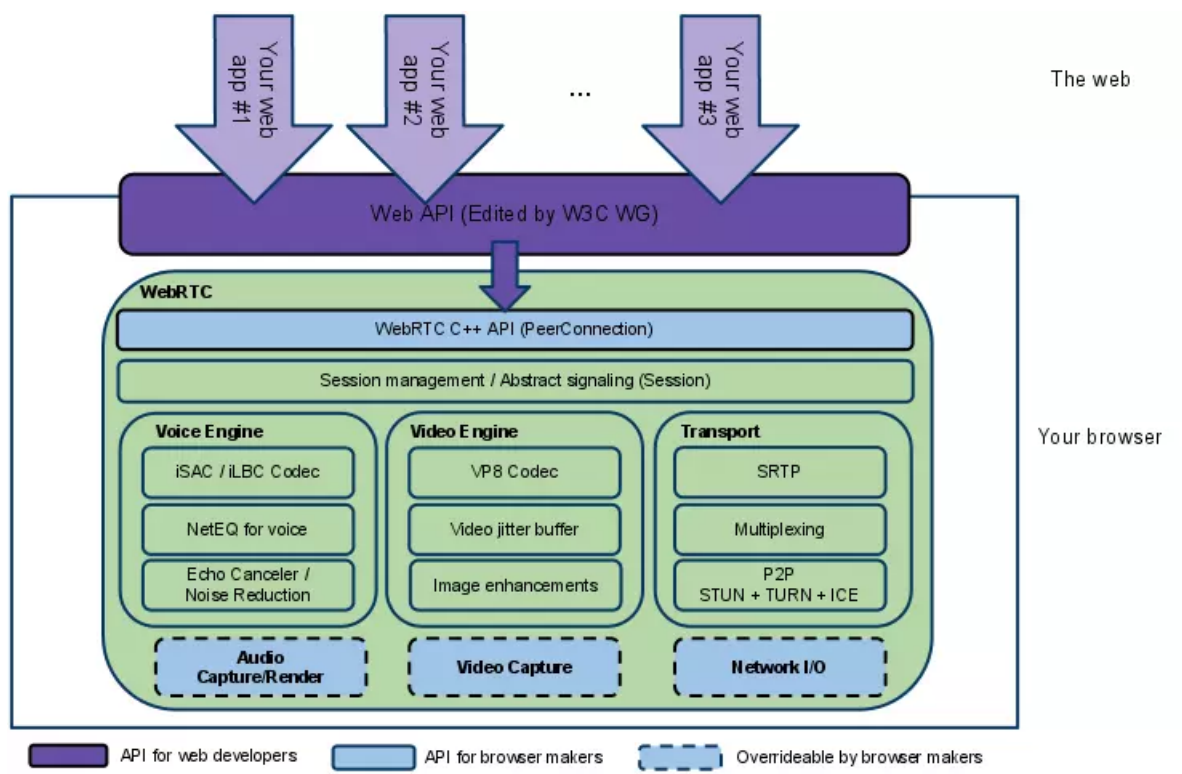 Your web
app #1
Your web
app #2
...
Your web
app #3
The web
Web API (Edited by W3C WG)
WebRTC
WebRTC C++ API (PeerConnection)
Session management / Abstract signaling (Session)
Your browser
Voice Engine
iSAC / iLBC Codec
NetEQ for voice
Echo Canceler /
Noise Reduction
Video Engine
VP8 Codec
Video jitter buffer
Image enhancements
Transport
SRTP
Multiplexing
P2P
STUN + TURN + ICE
Audio
Capture/Render
Video Capture
Network I/O
API for web developers
API for browser makers
Overrideable by browser makers